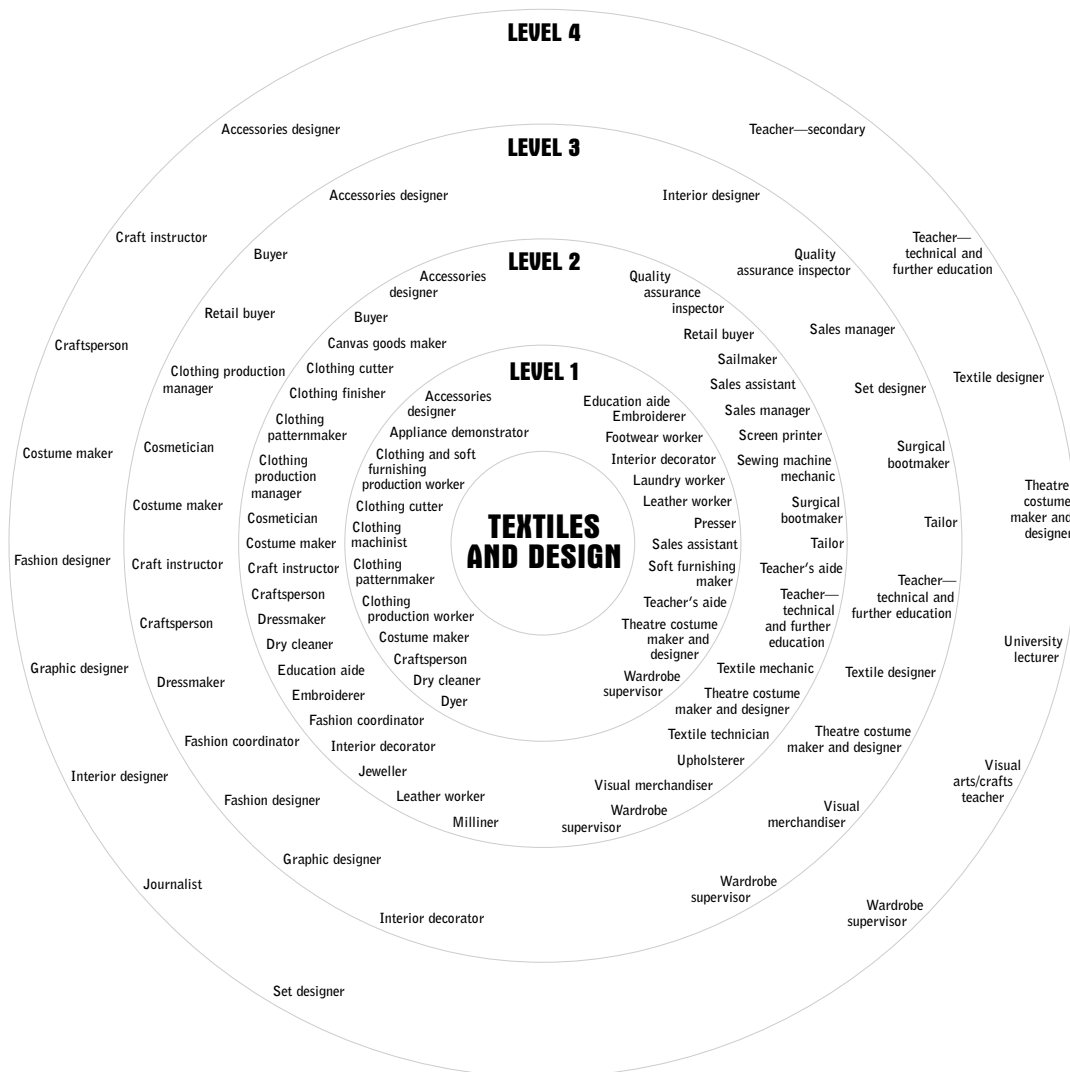 LEVEL 4
Accessories designer
Craft instructor
Craftsperson
Costume maker
Fashion designer
Graphic designer
Interior designer
Journalist
Set designer
Teacher—secondary
Teacher—
technical and
further education
Textile designer
Theatre
costume
maker and
designer
University
lecturer
Visual
arts/crafts
teacher
Wardrobe
supervisor
LEVEL 3
Accessories designer
Buyer
Retail buyer
Clothing production
manager
Cosmetician
Costume maker
Craft instructor
Craftsperson
Dressmaker
Fashion coordinator
Fashion designer
Graphic designer
Interior decorator
Interior designer
Quality
assurance inspector
Sales manager
Set designer
Surgical
bootmaker
Tailor
Teacher—
technical and
further education
Textile designer
Theatre costume
maker and designer
Visual
merchandiser
Wardrobe
supervisor
LEVEL 2
Accessories
designer
Buyer
Canvas goods maker
Clothing cutter
Clothing finisher
Clothing
patternmaker
Clothing
production
manager
Cosmetician
Costume maker
Craft instructor
Craftsperson
Dressmaker
Dry cleaner
Education aide
Embroiderer
Fashion coordinator
Interior decorator
Jeweller
Leather worker
Milliner
Quality
assurance
inspector
Retail buyer
Sailmaker
Sales assistant
Sales manager
Screen printer
Sewing machine
mechanic
Surgical
bootmaker
Tailor
Teacher’s aide
Teacher—
technical
and further
education
Textile mechanic
Theatre costume
maker and designer
Textile technician
Upholsterer
Visual merchandiser
Wardrobe
supervisor
LEVEL 1
Accessories
designer
Appliance demonstrator
Clothing and soft
furnishing
production worker
Clothing cutter
Clothing
machinist
Clothing
patternmaker
Clothing
production worker
Costume maker
Craftsperson
Dry cleaner
Dyer
Education aide
Embroiderer
Footwear worker
Interior decorator
Laundry worker
Leather worker
Presser
Sales assistant
Soft furnishing
maker
Teacher’s aide
Theatre costume
maker and
designer
Wardrobe
supervisor
TEXTILES
AND DESIGN